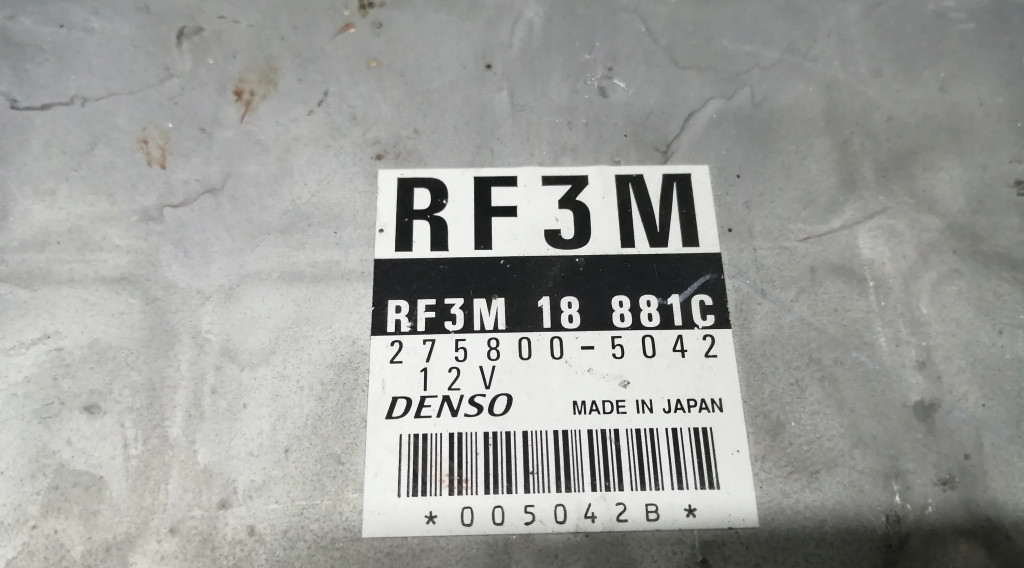 RF3M
RF3M 18 881C
275800-5042
12V
DENSO MADE IN JAPAN
*005042B*